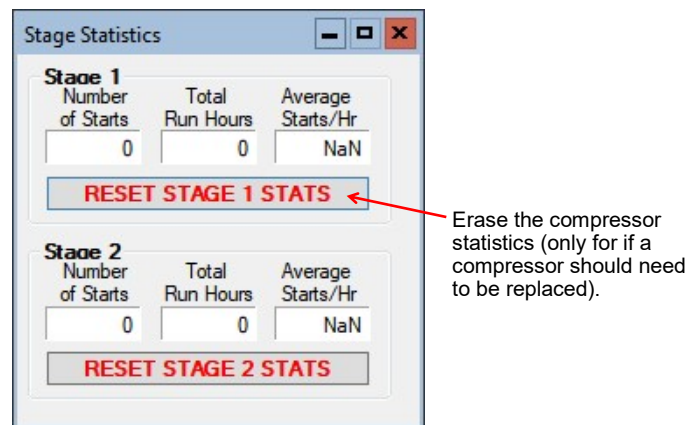 Stage Statistics
Stage 1
Number Total Average
of Starts Run Hours Starts/Hr
0 0 NaN
RESET STAGE 1 STATS
Erase the compressor
statistics (only for if a
compressor should need
to be replaced).
Stage 2
Number Total Average
of Starts Run Hours Starts/Hr
0 0 NaN
RESET STAGE 2 STATS